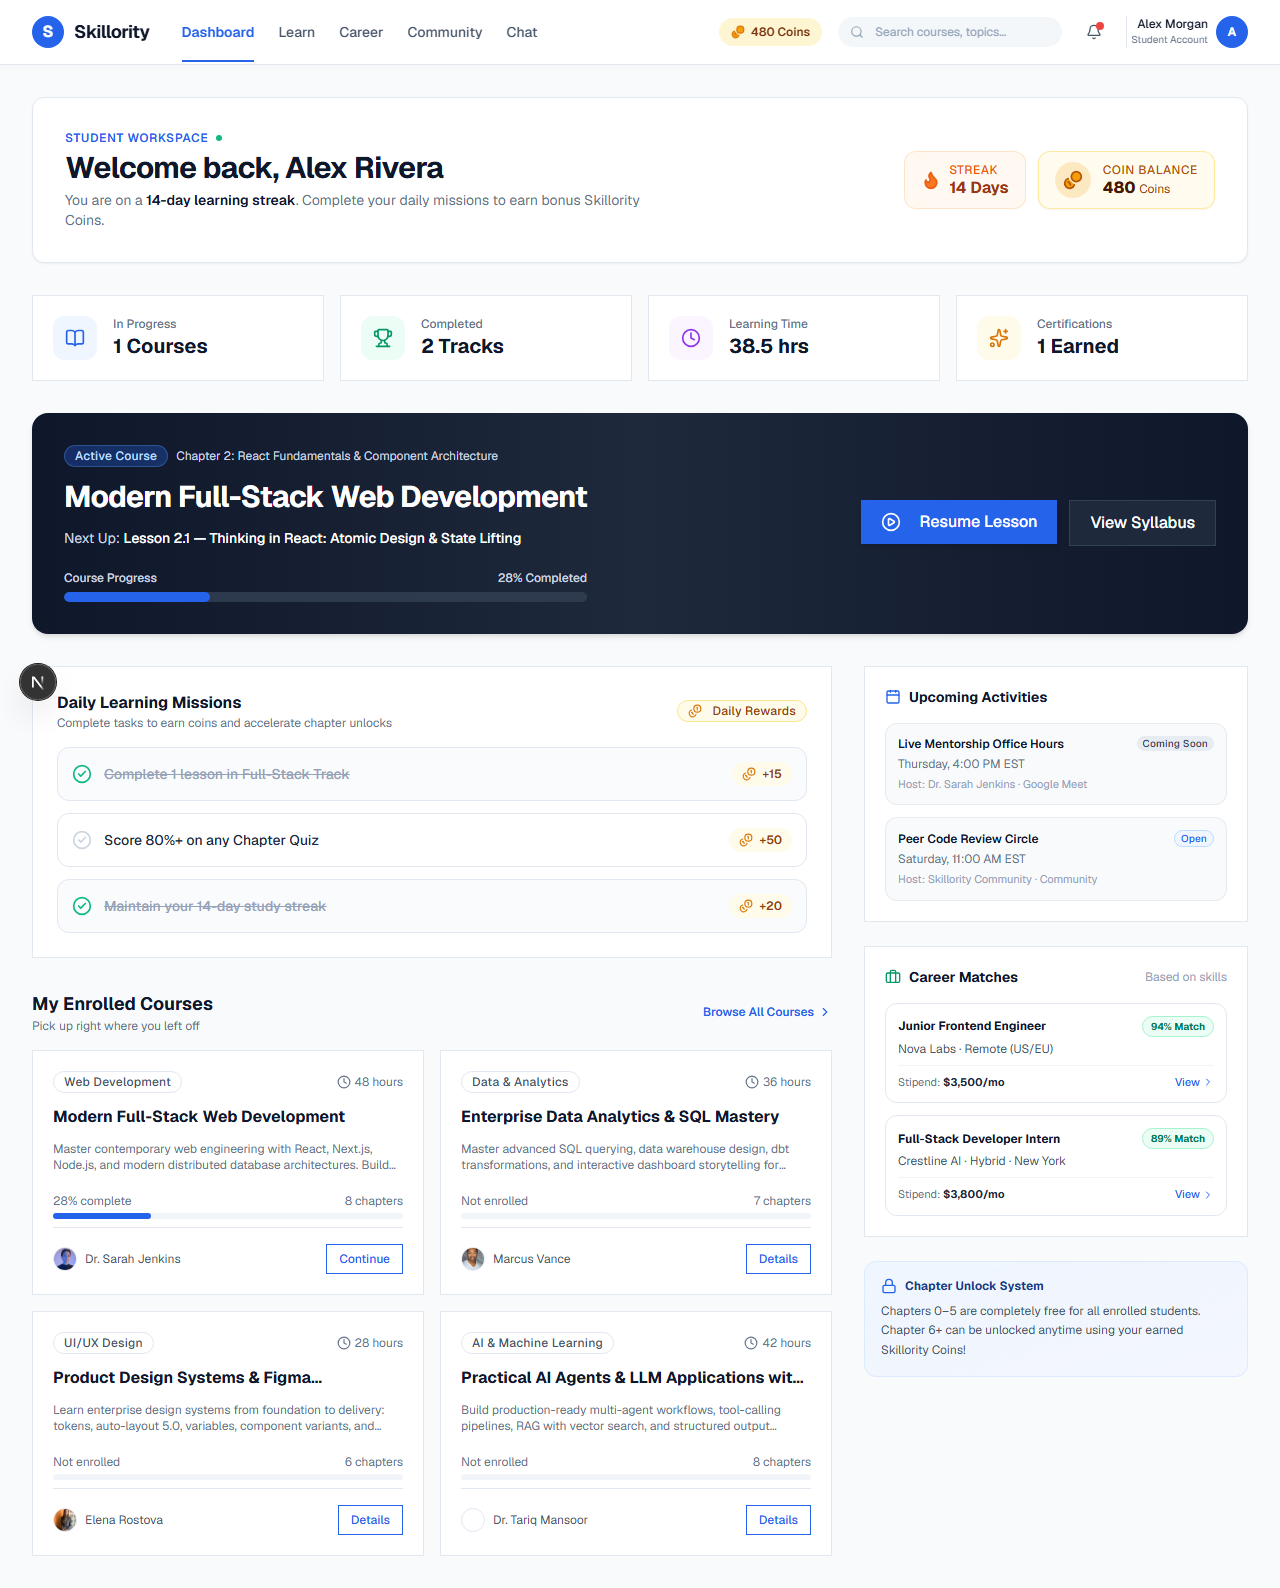 S Skillority
Dashboard Learn Career Community Chat
480 Coins
Search courses, topics...
Alex Morgan
Student Account
A
STUDENT WORKSPACE
Welcome back, Alex Rivera
You are on a 14-day learning streak. Complete your daily missions to earn bonus Skillority
Coins.
STREAK
14 Days
COIN BALANCE
480 Coins
In Progress
1 Courses
Completed
2 Tracks
Learning Time
38.5 hrs
Certifications
1 Earned
Active Course Chapter 2: React Fundamentals & Component Architecture
Modern Full-Stack Web Development
Next Up: Lesson 2.1 — Thinking in React: Atomic Design & State Lifting
Course Progress 28% Completed
Resume Lesson
View Syllabus
N
Daily Learning Missions
Complete tasks to earn coins and accelerate chapter unlocks
Daily Rewards
Complete 1 lesson in Full-Stack Track +15
Score 80%+ on any Chapter Quiz +50
Maintain your 14-day study streak +20
My Enrolled Courses
Pick up right where you left off
Browse All Courses
Web Development 48 hours
Modern Full-Stack Web Development
Master contemporary web engineering with React, Next.js,
Node.js, and modern distributed database architectures. Build...
28% complete 8 chapters
Dr. Sarah Jenkins Continue
Data & Analytics 36 hours
Enterprise Data Analytics & SQL Mastery
Master advanced SQL querying, data warehouse design, dbt
transformations, and interactive dashboard storytelling for...
Not enrolled 7 chapters
Marcus Vance Details
UI/UX Design 28 hours
Product Design Systems & Figma...
Learn enterprise design systems from foundation to delivery:
tokens, auto-layout 5.0, variables, component variants, and...
Not enrolled 6 chapters
Elena Rostova Details
AI & Machine Learning 42 hours
Practical AI Agents & LLM Applications wit...
Build production-ready multi-agent workflows, tool-calling
pipelines, RAG with vector search, and structured output...
Not enrolled 8 chapters
Dr. Tariq Mansoor Details
Upcoming Activities
Live Mentorship Office Hours Coming Soon
Thursday, 4:00 PM EST
Host: Dr. Sarah Jenkins · Google Meet
Peer Code Review Circle Open
Saturday, 11:00 AM EST
Host: Skillority Community · Community
Career Matches Based on skills
Junior Frontend Engineer 94% Match
Nova Labs · Remote (US/EU)
Stipend: $3,500/mo View
Full-Stack Developer Intern 89% Match
Crestline AI · Hybrid · New York
Stipend: $3,800/mo View
Chapter Unlock System
Chapters 0–5 are completely free for all enrolled students.
Chapter 6+ can be unlocked anytime using your earned
Skillority Coins!